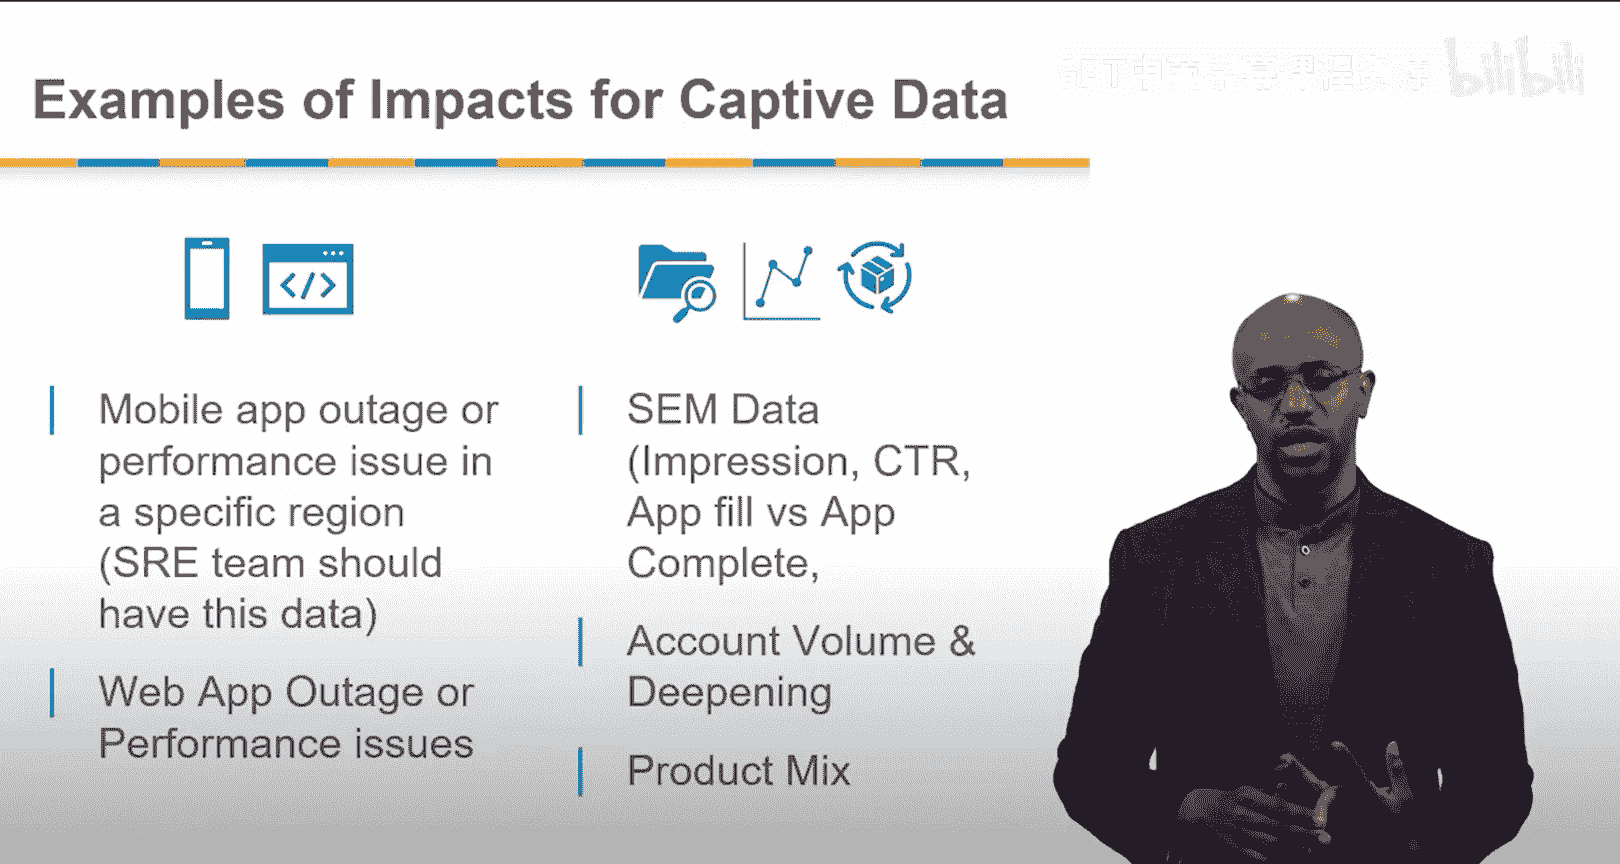 Examples of Impacts for Captive Data
bilibili
Mobile app outage or
performance issue in
a specific region
(SRE team should
have this data)
Web App Outage or
Performance issues
SEM Data
(Impression, CTR,
App fill vs App
Complete,
Account Volume &
Deepening
Product Mix